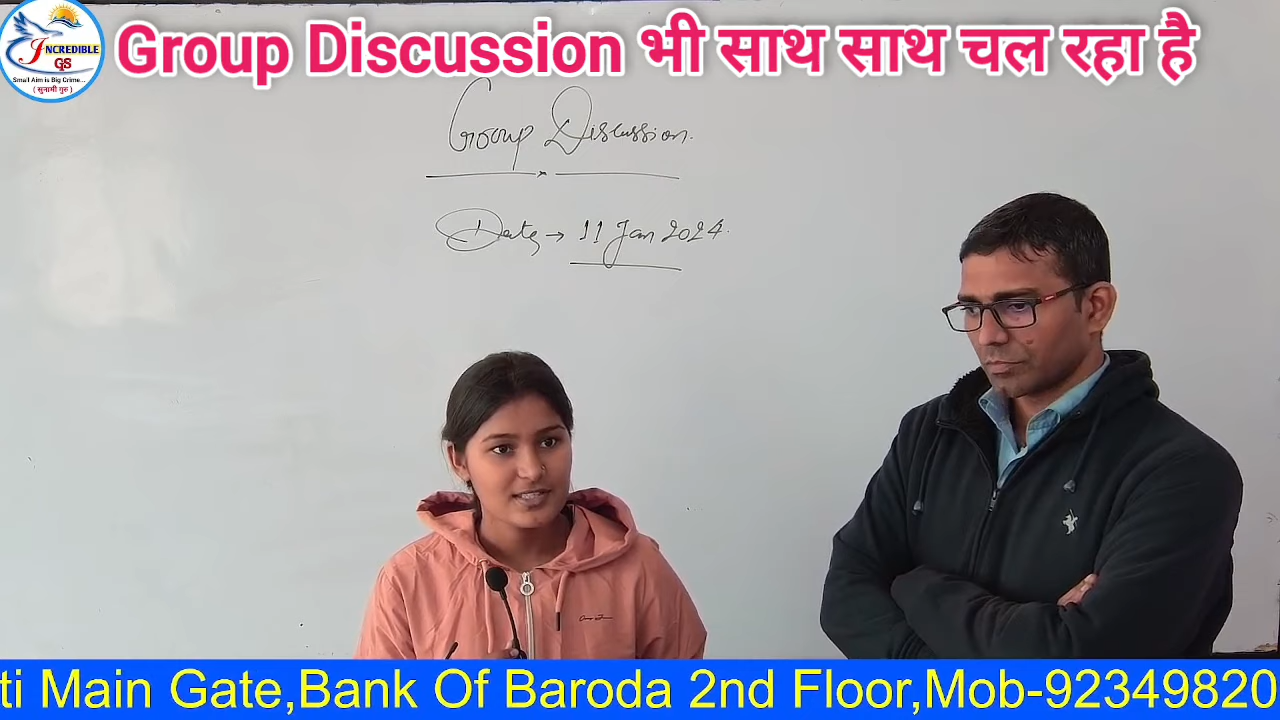 INCREDIBLE
GS
Small Aim is Big Crime...
( सुनामी गुरु )
Group Discussion भी साथ साथ चल रहा है
Group Discussion.
Date → 11 Jan 2024.
ti Main Gate,Bank Of Baroda 2nd Floor,Mob-92349820